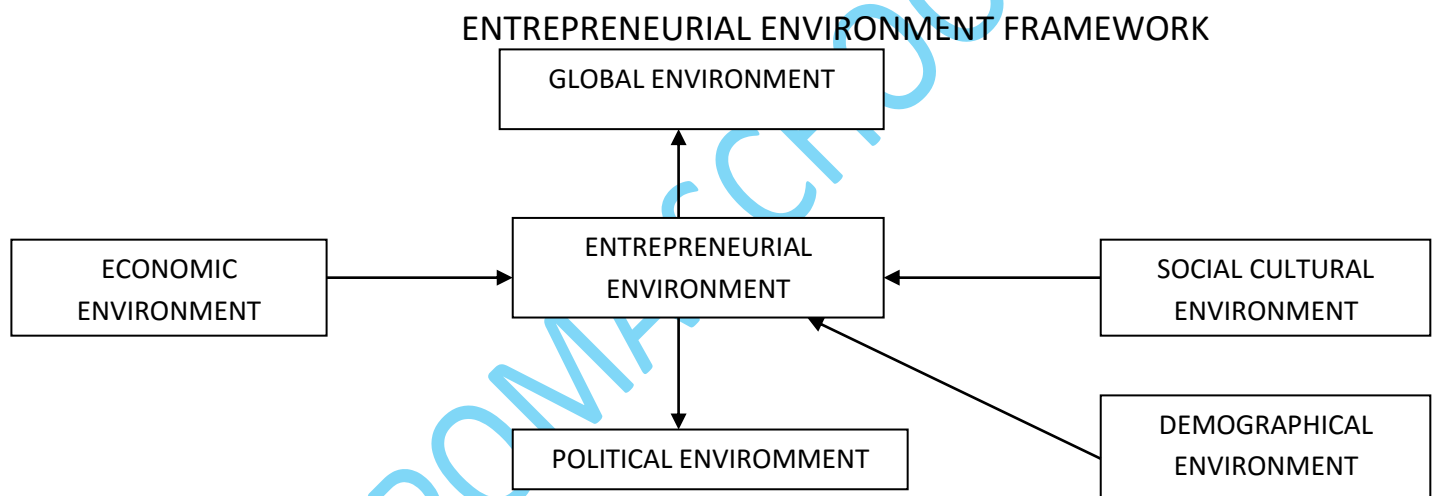 ENTREPRENEURIAL ENVIRONMENT FRAMEWORK
GLOBAL ENVIRONMENT
ECONOMIC
ENVIRONMENT
ENTREPRENEURIAL
ENVIRONMENT
SOCIAL CULTURAL
ENVIRONMENT
POLITICAL ENVIROMMENT
DEMOGRAPHICAL
ENVIRONMENT